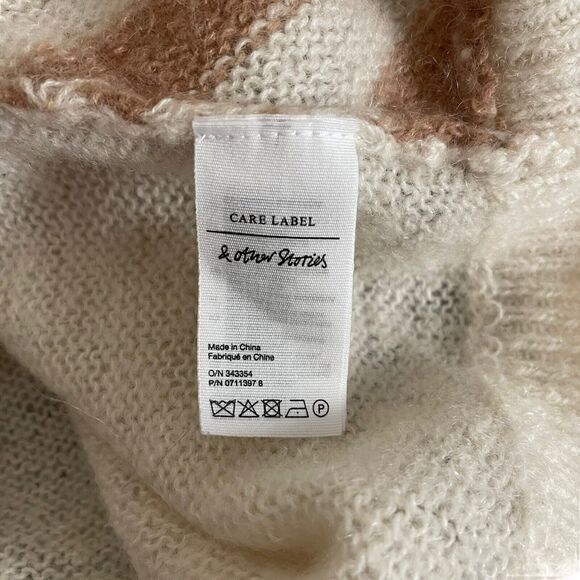 CARE LABEL
& other Stories
Made in China
Fabriqué en Chine
O/N 343354
P/N 0711397 8
P